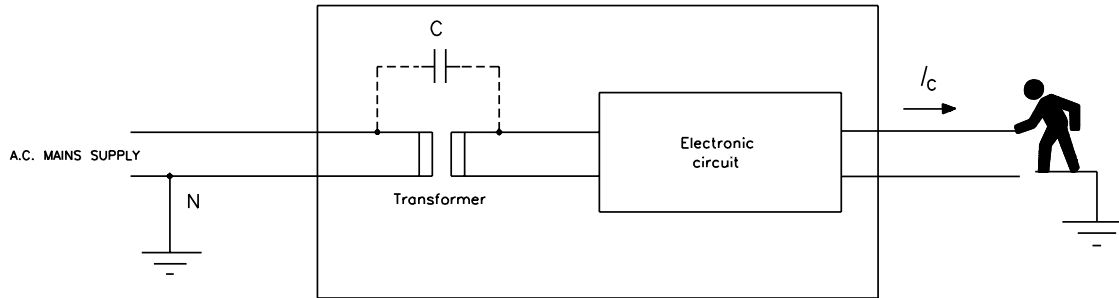 C
I_C
A.C. MAINS SUPPLY
Electronic
circuit
N
Transformer